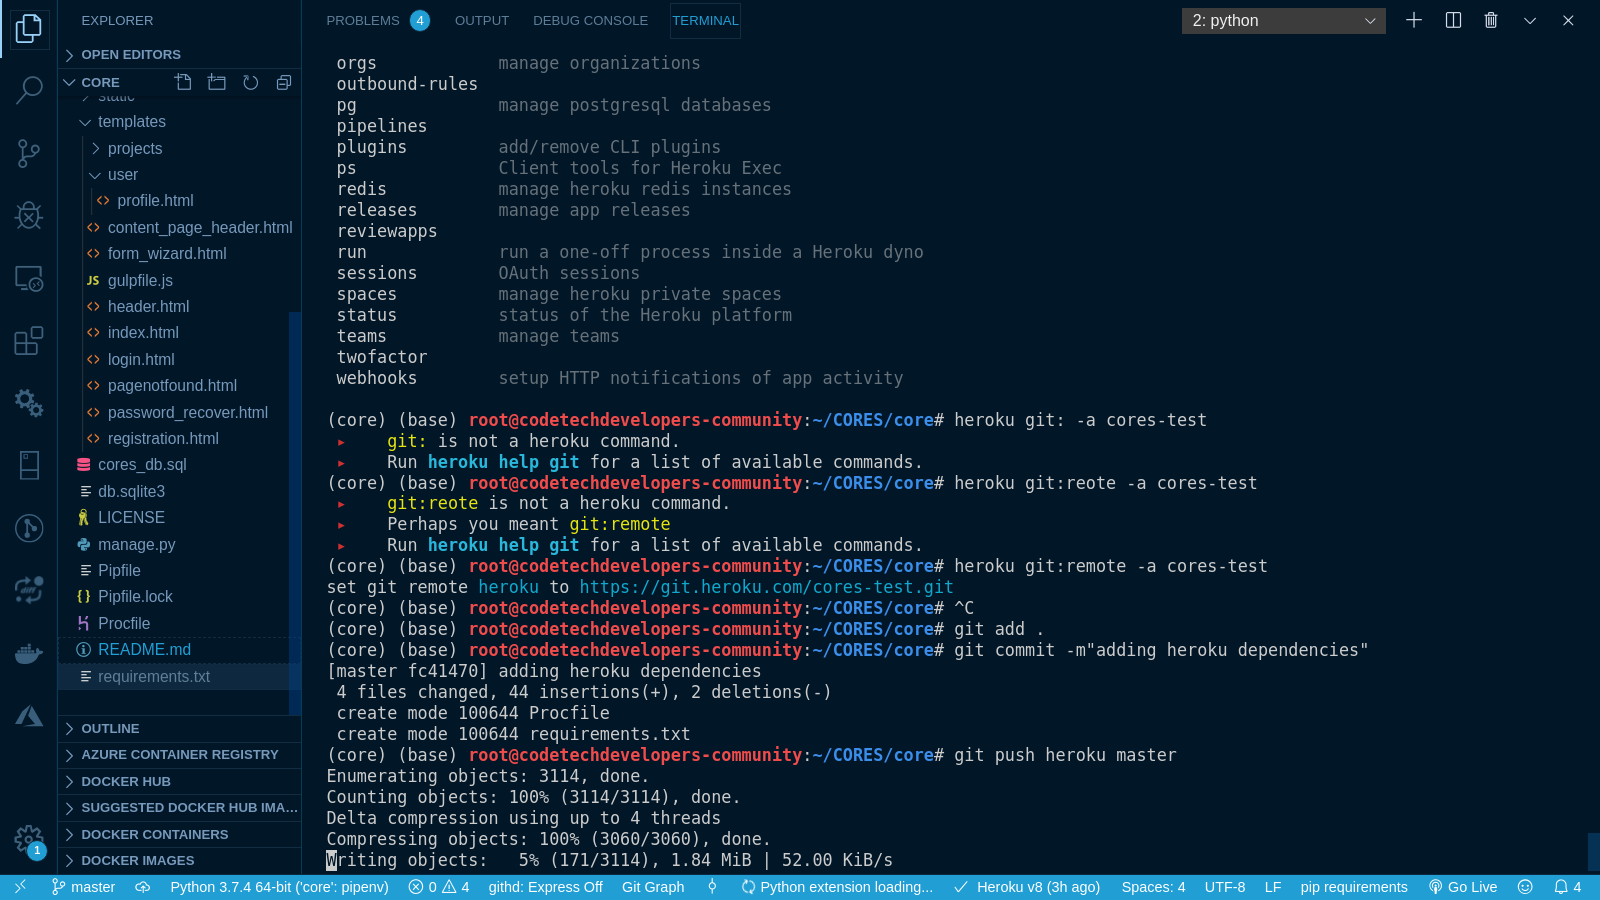 EXPLORER
OPEN EDITORS
CORE
static
templates
projects
user
profile.html
content_page_header.html
form_wizard.html
JS gulpfile.js
header.html
index.html
login.html
pagenotfound.html
password_recover.html
registration.html
cores_db.sql
db.sqlite3
LICENSE
manage.py
Pipfile
Pipfile.lock
Procfile
README.md
requirements.txt
OUTLINE
AZURE CONTAINER REGISTRY
DOCKER HUB
SUGGESTED DOCKER HUB IMA...
DOCKER CONTAINERS
DOCKER IMAGES
1
PROBLEMS 4 OUTPUT DEBUG CONSOLE TERMINAL 2: python
orgs manage organizations
outbound-rules
pg manage postgresql databases
pipelines
plugins add/remove CLI plugins
ps Client tools for Heroku Exec
redis manage heroku redis instances
releases manage app releases
reviewapps
run run a one-off process inside a Heroku dyno
sessions OAuth sessions
spaces manage heroku private spaces
status status of the Heroku platform
teams manage teams
twofactor
webhooks setup HTTP notifications of app activity
(core) (base) root@codetechdevelopers-community:~/CORES/core# heroku git: -a cores-test
▸ git: is not a heroku command.
▸ Run heroku help git for a list of available commands.
(core) (base) root@codetechdevelopers-community:~/CORES/core# heroku git:reote -a cores-test
▸ git:reote is not a heroku command.
▸ Perhaps you meant git:remote
▸ Run heroku help git for a list of available commands.
(core) (base) root@codetechdevelopers-community:~/CORES/core# heroku git:remote -a cores-test
set git remote heroku to https://git.heroku.com/cores-test.git
(core) (base) root@codetechdevelopers-community:~/CORES/core# ^C
(core) (base) root@codetechdevelopers-community:~/CORES/core# git add .
(core) (base) root@codetechdevelopers-community:~/CORES/core# git commit -m"adding heroku dependencies"
[master fc41470] adding heroku dependencies
4 files changed, 44 insertions(+), 2 deletions(-)
create mode 100644 Procfile
create mode 100644 requirements.txt
(core) (base) root@codetechdevelopers-community:~/CORES/core# git push heroku master
Enumerating objects: 3114, done.
Counting objects: 100% (3114/3114), done.
Delta compression using up to 4 threads
Compressing objects: 100% (3060/3060), done.
Writing objects: 5% (171/3114), 1.84 MiB | 52.00 KiB/s
master Python 3.7.4 64-bit ('core': pipenv) 0 4 githd: Express Off Git Graph Python extension loading... Heroku v8 (3h ago) Spaces: 4 UTF-8 LF pip requirements Go Live 4